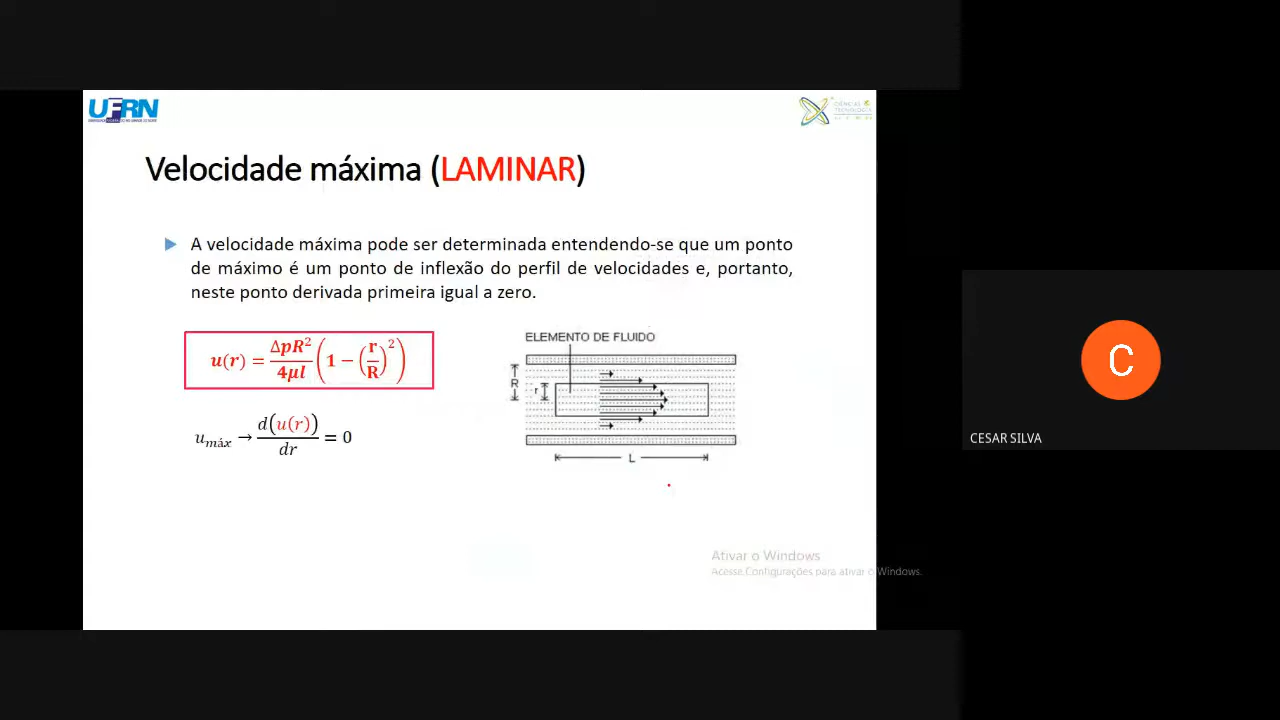 UFRN
CIÊNCIAS
TECNOLOGIA
Velocidade máxima (LAMINAR)
A velocidade máxima pode ser determinada entendendo-se que um ponto
de máximo é um ponto de inflexão do perfil de velocidades e, portanto,
neste ponto derivada primeira igual a zero.
u(r) = ΔpR²/4μl (1 − (r/R)²)
u_máx → d(u(r))/dr = 0
ELEMENTO DE FLUIDO
R
r
L
C
CESAR SILVA
Ativar o Windows
Acesse Configurações para ativar o Windows.